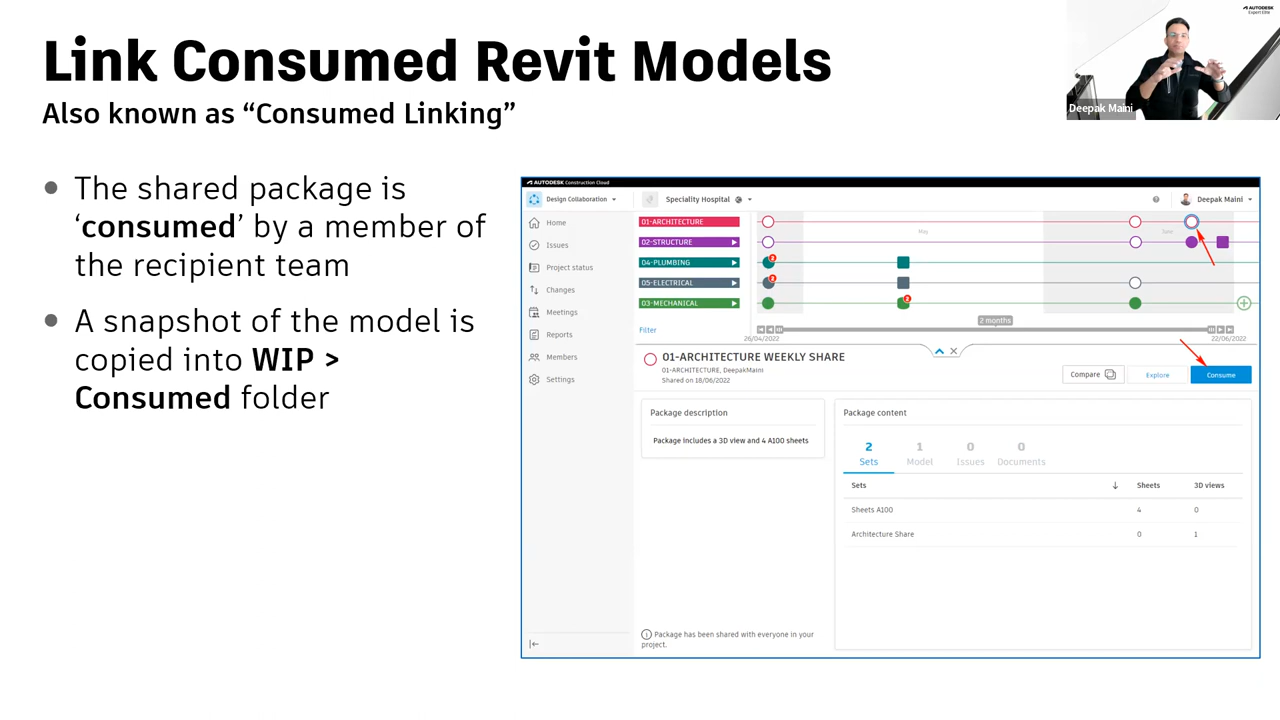 Link Consumed Revit Models
Also known as “Consumed Linking”
AUTODESK
Expert Elite
Deepak Maini
• The shared package is
‘consumed’ by a member of
the recipient team
• A snapshot of the model is
copied into WIP >
Consumed folder
AUTODESK Construction Cloud
Design Collaboration
Speciality Hospital
Deepak Maini
Home
Issues
Project status
Changes
Meetings
Reports
Members
Settings
01-ARCHITECTURE
02-STRUCTURE
04-PLUMBING
05-ELECTRICAL
03-MECHANICAL
May
June
2
2
2
Filter
2 months
26/04/2022
22/06/2022
01-ARCHITECTURE WEEKLY SHARE
01-ARCHITECTURE, DeepakMaini
Shared on 18/06/2022
Compare
Explore
Consume
Package description
Package includes a 3D view and 4 A100 sheets
Package has been shared with everyone in your
project.
Package content
2 1 0 0
Sets Model Issues Documents
Sets Sheets 3D views
Sheets A100 4 0
Architecture Share 0 1